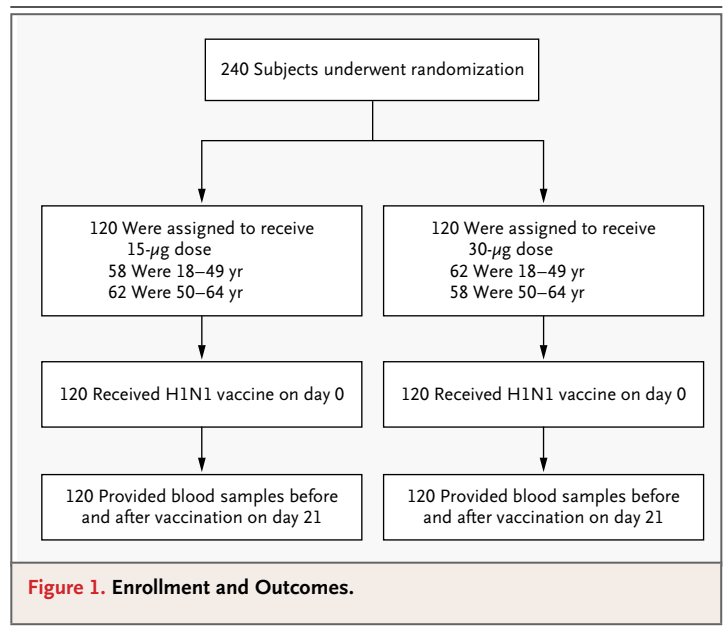 240 Subjects underwent randomization
120 Were assigned to receive
15-µg dose
58 Were 18–49 yr
62 Were 50–64 yr
120 Were assigned to receive
30-µg dose
62 Were 18–49 yr
58 Were 50–64 yr
120 Received H1N1 vaccine on day 0
120 Received H1N1 vaccine on day 0
120 Provided blood samples before
and after vaccination on day 21
120 Provided blood samples before
and after vaccination on day 21
Figure 1. Enrollment and Outcomes.